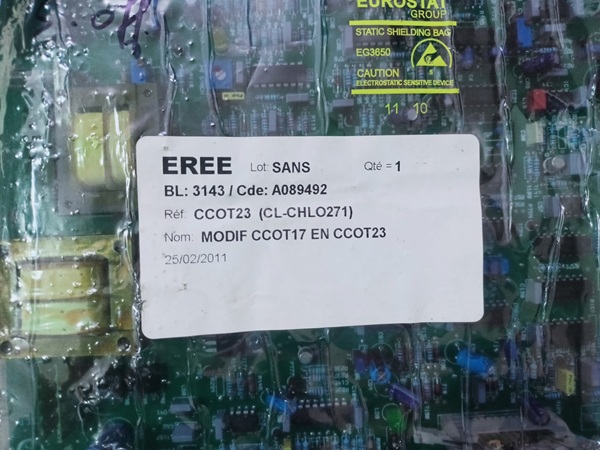 EUROSTAT
GROUP
STATIC SHIELDING BAG
EG3650
CAUTION
ELECTROSTATIC SENSITIVE DEVICE
11 10
EREE Lot: SANS Qté = 1
BL: 3143 / Cde: A089492
Réf: CCOT23 (CL-CHLO271)
Nom: MODIF CCOT17 EN CCOT23
25/02/2011